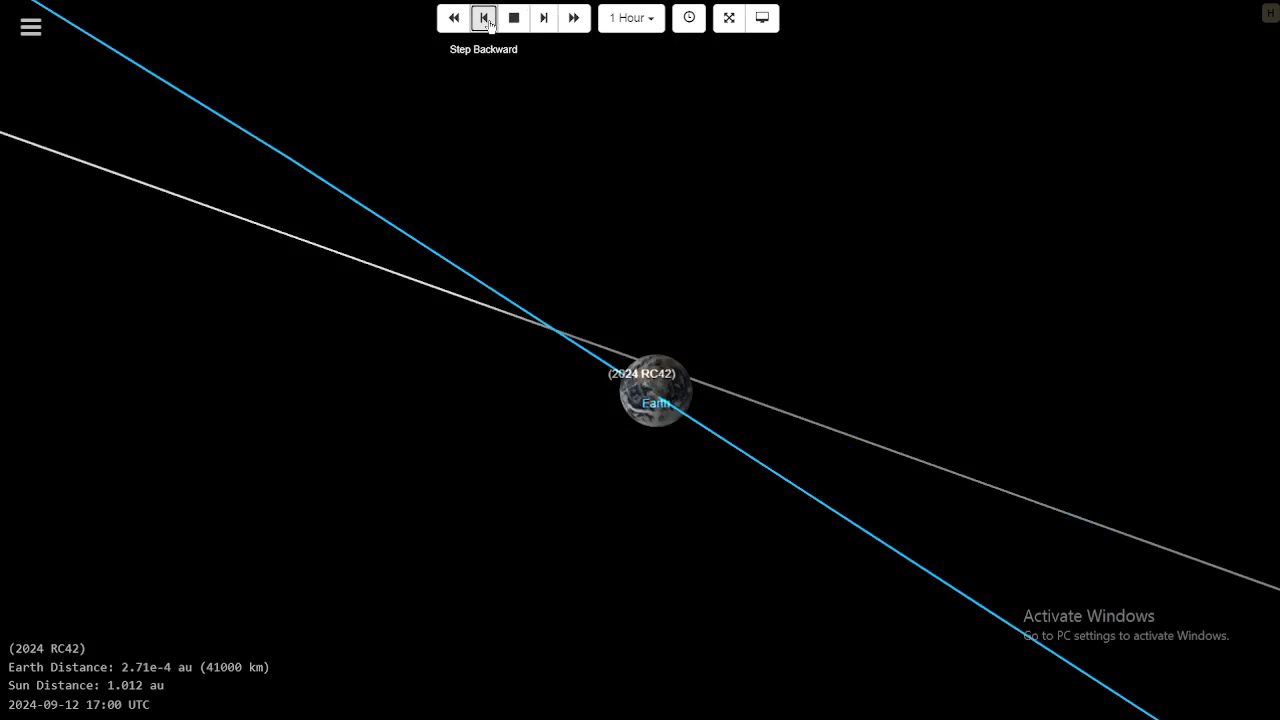 1 Hour
H
Step Backward
(2024 RC42)
Earth
Activate Windows
Go to PC settings to activate Windows.
(2024 RC42)
Earth Distance: 2.71e-4 au (41000 km)
Sun Distance: 1.012 au
2024-09-12 17:00 UTC